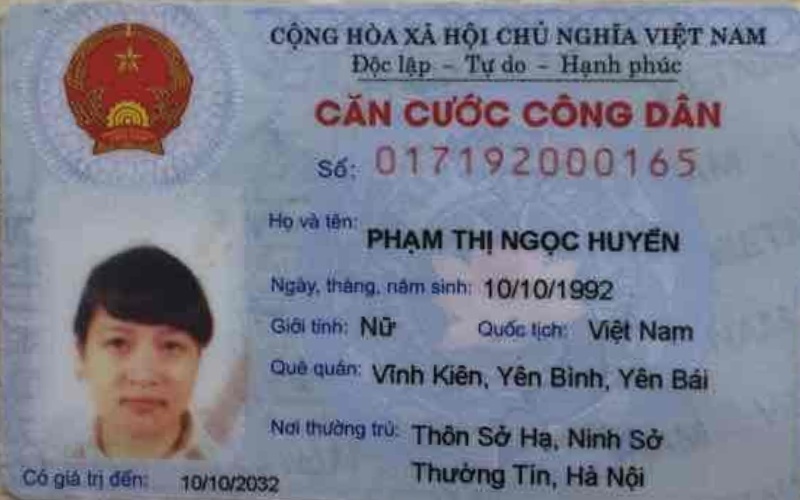 CỘNG HÒA XÃ HỘI CHỦ NGHĨA VIỆT NAM
Độc lập - Tự do - Hạnh phúc
CĂN CƯỚC CÔNG DÂN
Số: 017192000165
Họ và tên: PHẠM THỊ NGỌC HUYỀN
Ngày, tháng, năm sinh: 10/10/1992
Giới tính: Nữ Quốc tịch: Việt Nam
Quê quán: Vĩnh Kiên, Yên Bình, Yên Bái
Nơi thường trú: Thôn Sở Hạ, Ninh Sở
Thường Tín, Hà Nội
Có giá trị đến: 10/10/2032